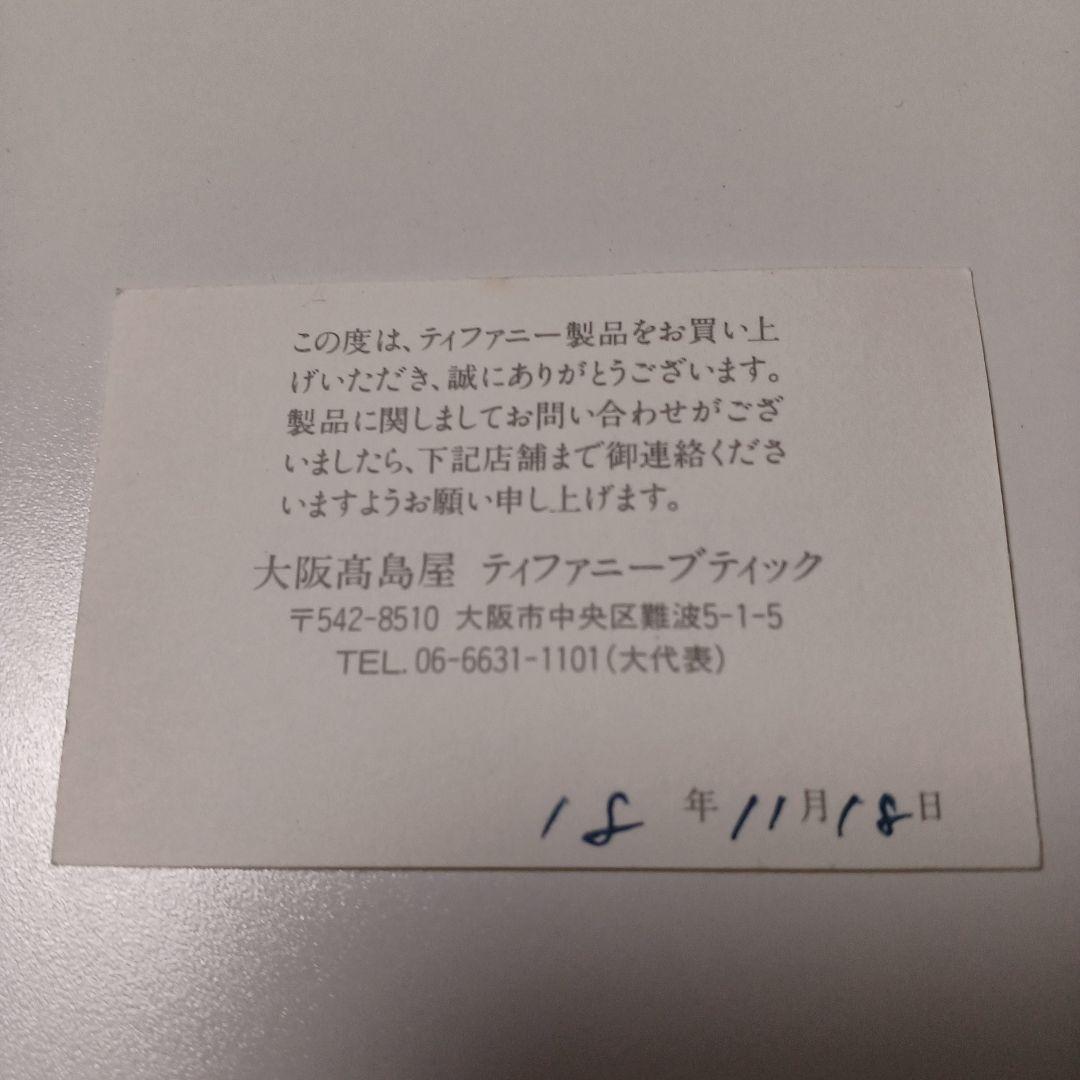 この度は、ティファニー製品をお買い上
げいただき、誠にありがとうございます。
製品に関しましてお問い合わせがござ
いましたら、下記店舗まで御連絡くださ
いますようお願い申し上げます。
大阪髙島屋 ティファニーブティック
〒542-8510 大阪市中央区難波5-1-5
TEL. 06-6631-1101(大代表)
18 年 11 月 18 日